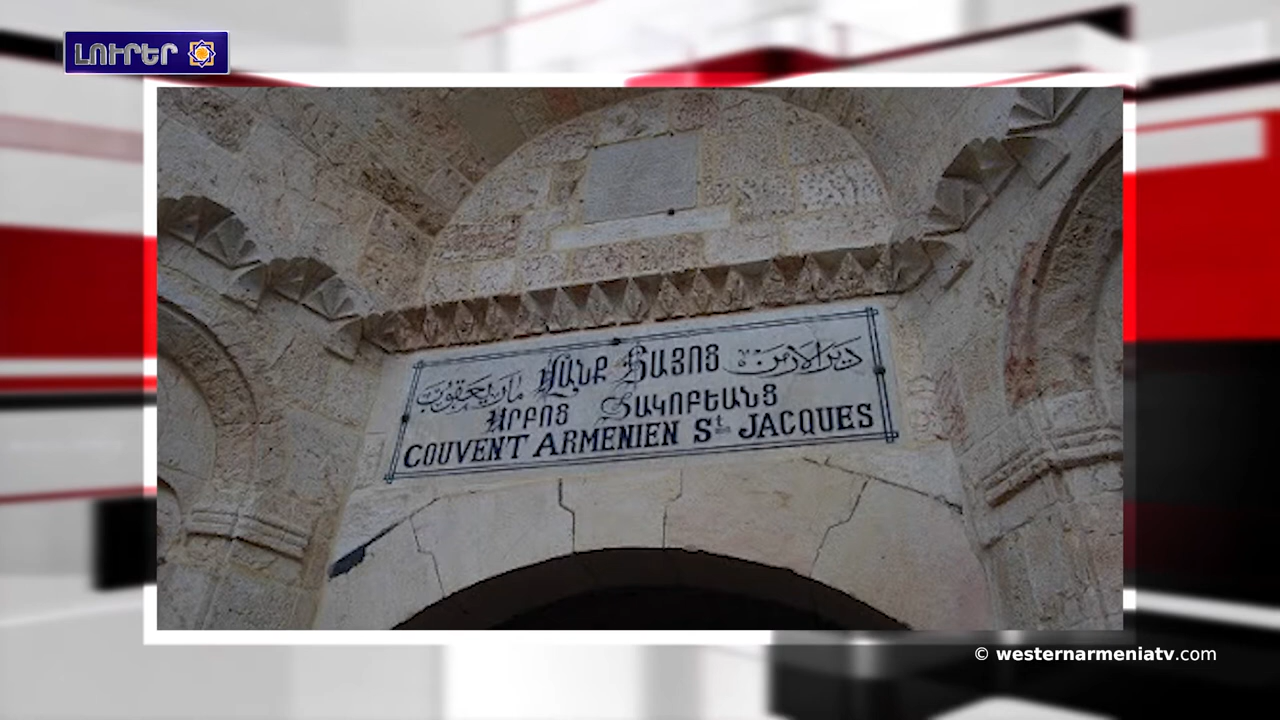 ԼՈՒՐԵՐ
دير الارمن ՎԱՆՔ ՀԱՅՈՑ مار يعقوب
ՍՐԲՈՑ ՅԱԿՈԲԵԱՆՑ
COUVENT ARMENIEN St JACQUES
© westernarmeniatv.com